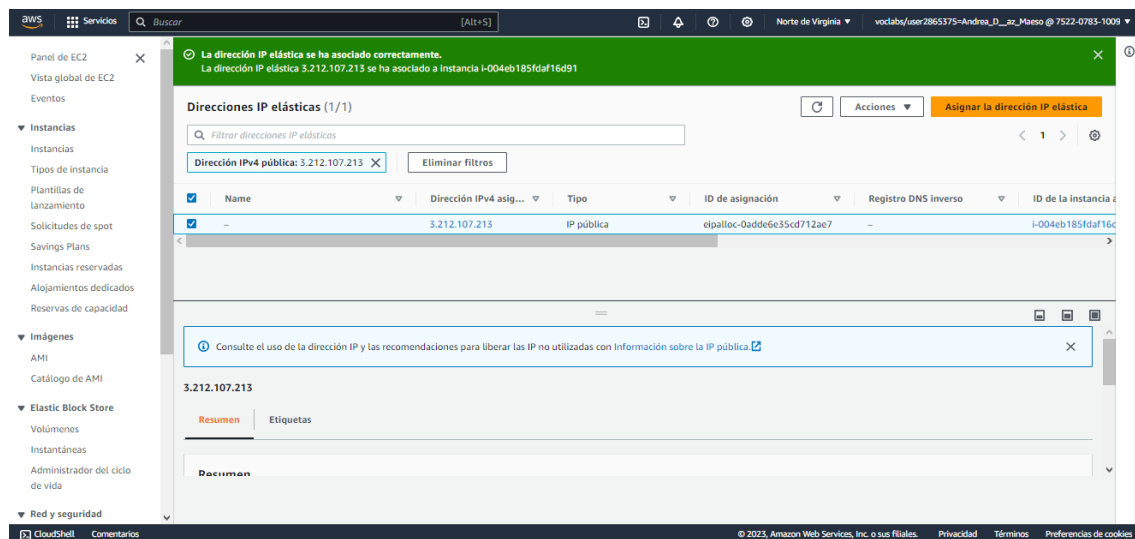 aws
Servicios
Buscar
[Alt+S]
Norte de Virginia ▼
voclabs/user2865375=Andrea_D__az_Maeso @ 7522-0783-1009 ▼
Panel de EC2
Vista global de EC2
Eventos
▼ Instancias
Instancias
Tipos de instancia
Plantillas de
lanzamiento
Solicitudes de spot
Savings Plans
Instancias reservadas
Alojamientos dedicados
Reservas de capacidad
▼ Imágenes
AMI
Catálogo de AMI
▼ Elastic Block Store
Volúmenes
Instantáneas
Administrador del ciclo
de vida
▼ Red y seguridad
La dirección IP elástica se ha asociado correctamente.
La dirección IP elástica 3.212.107.213 se ha asociado a instancia i-004eb185fdaf16d91
Direcciones IP elásticas (1/1)
Acciones ▼
Asignar la dirección IP elástica
Filtrar direcciones IP elásticas
1
Dirección IPv4 pública: 3.212.107.213
Eliminar filtros
Name
Dirección IPv4 asig...
Tipo
ID de asignación
Registro DNS inverso
ID de la instancia a
–
3.212.107.213
IP pública
eipalloc-0adde6e35cd712ae7
–
i-004eb185fdaf16d
Consulte el uso de la dirección IP y las recomendaciones para liberar las IP no utilizadas con Información sobre la IP pública.
3.212.107.213
Resumen
Etiquetas
Resumen
CloudShell
Comentarios
© 2023, Amazon Web Services, Inc. o sus filiales.
Privacidad
Términos
Preferencias de cookies